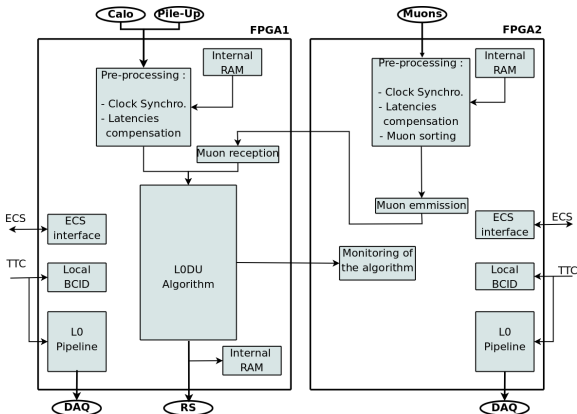 Calo
Pile-Up
FPGA1
Internal
RAM
Pre-processing :
- Clock Synchro.
- Latencies
compensation
Muon reception
ECS
ECS
interface
TTC
Local
BCID
L0DU
Algorithm
L0
Pipeline
Internal
RAM
DAQ
RS
Muons
FPGA2
Internal
RAM
Pre-processing :
- Clock Synchro.
- Latencies
compensation
- Muon sorting
Muon emmission
Monitoring of
the algorithm
ECS
interface
ECS
Local
BCID
TTC
L0
Pipeline
DAQ